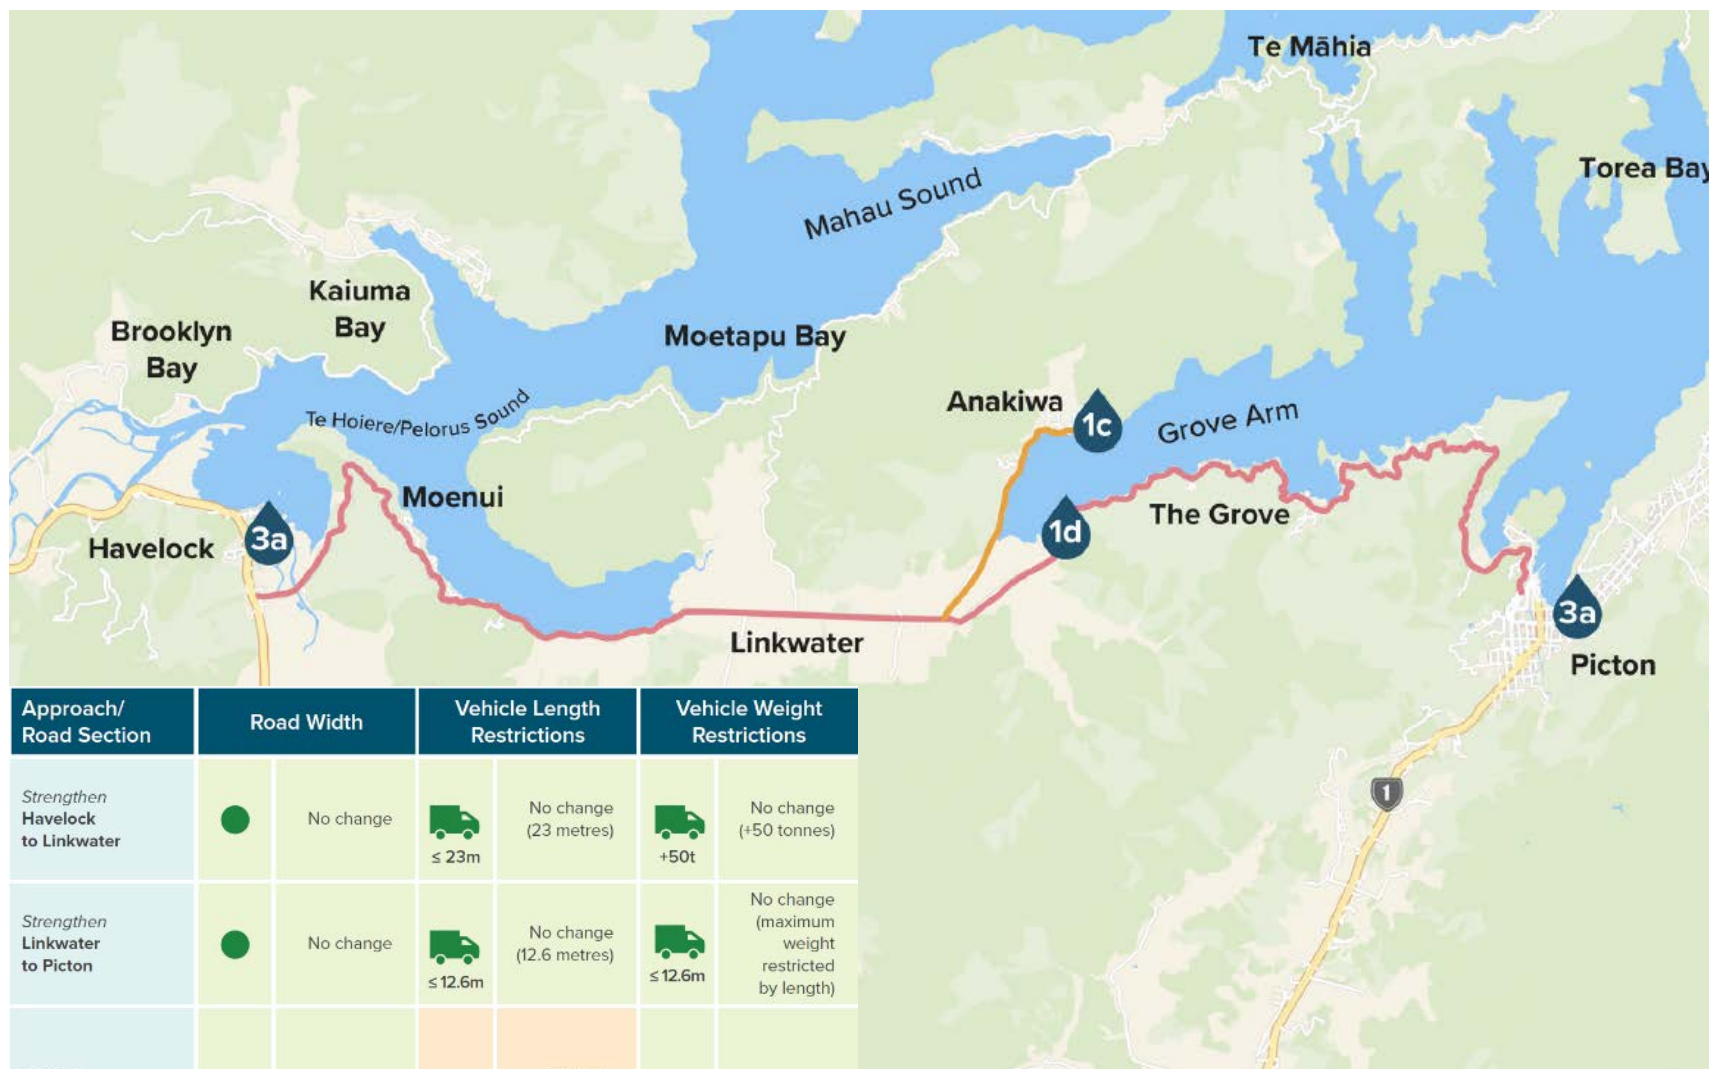 Te Māhia
Torea Bay
Mahau Sound
Kaiuma
Bay
Brooklyn
Bay
Moetapu Bay
Te Hoiere/Pelorus Sound
Anakiwa
1c
Grove Arm
Moenui
3a
Havelock
1d
The Grove
Linkwater
3a
Picton
1
Approach/
Road Section
Road Width
Vehicle Length
Restrictions
Vehicle Weight
Restrictions
Strengthen
Havelock
to Linkwater
No change
≤ 23m
No change
(23 metres)
+50t
No change
(+50 tonnes)
Strengthen
Linkwater
to Picton
No change
≤ 12.6m
No change
(12.6 metres)
≤ 12.6m
No change
(maximum
weight
restricted
by length)